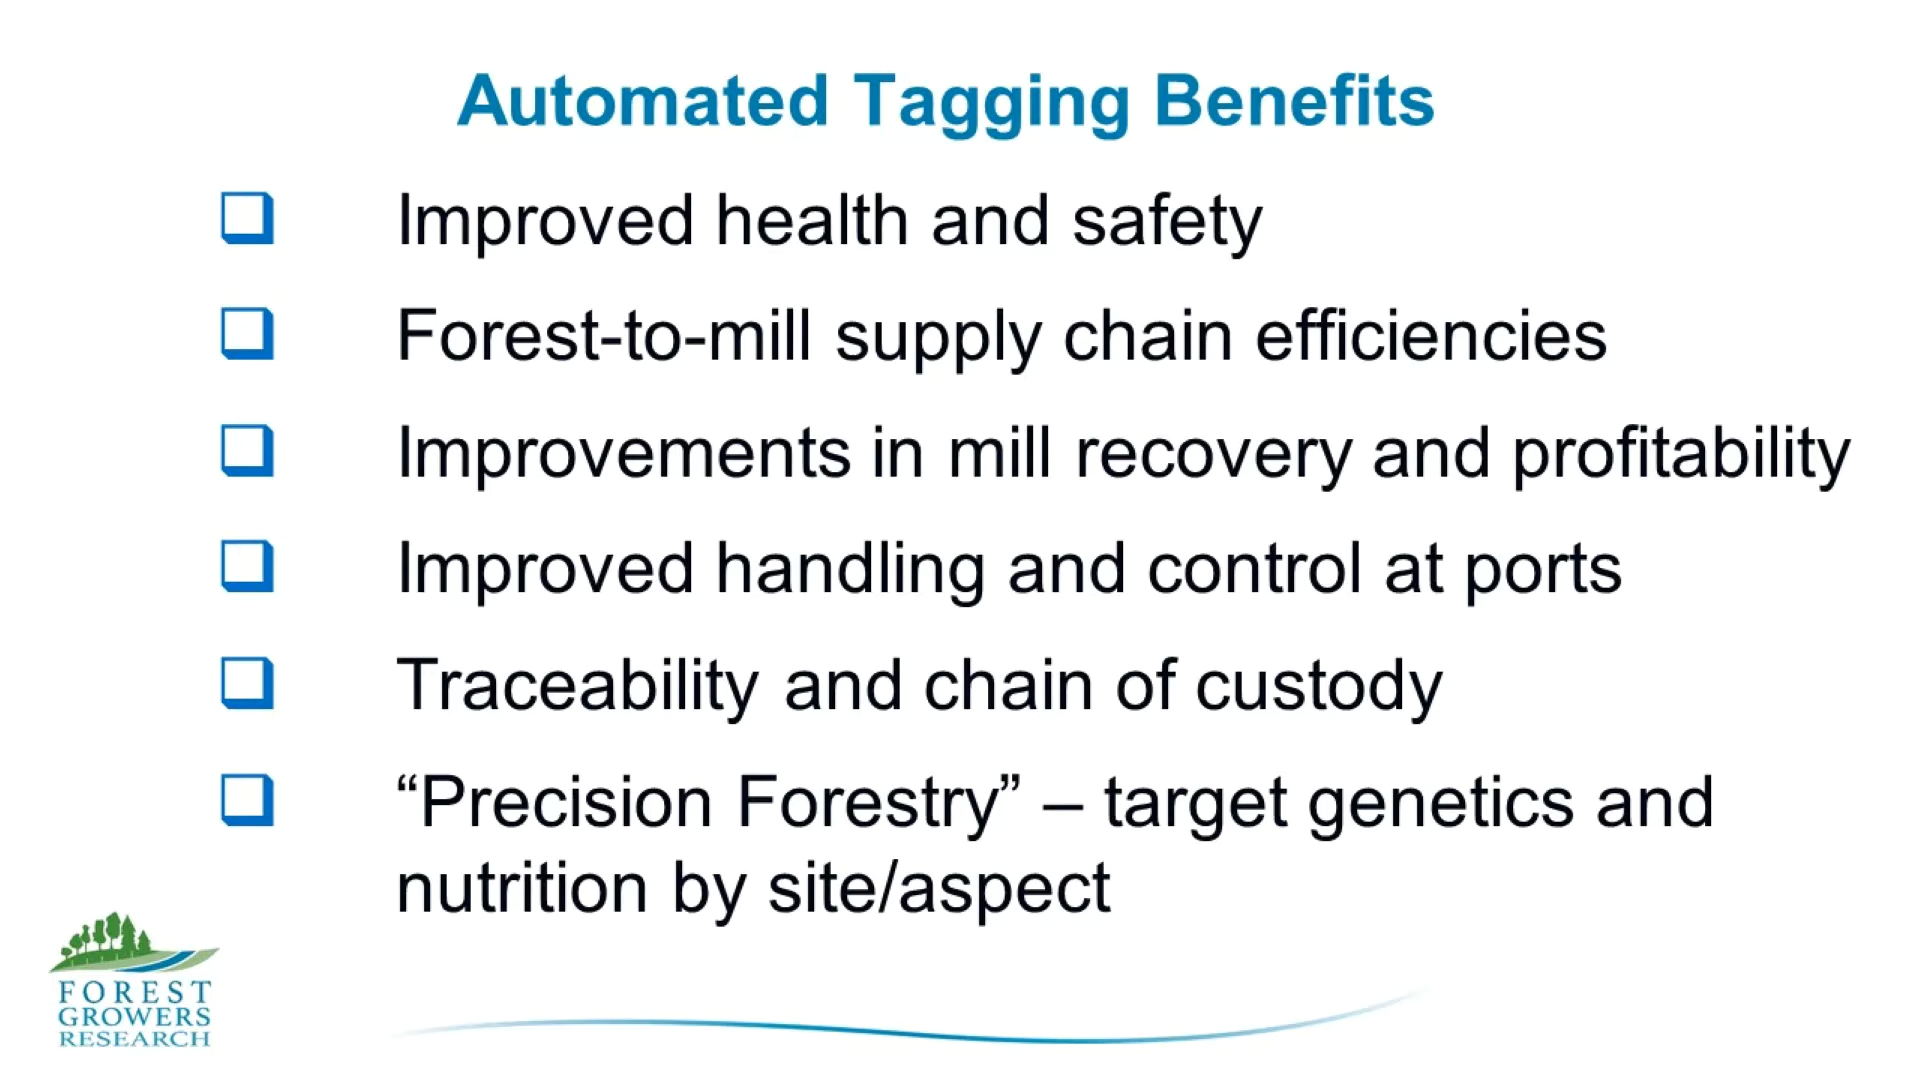 Automated Tagging Benefits
Improved health and safety
Forest-to-mill supply chain efficiencies
Improvements in mill recovery and profitability
Improved handling and control at ports
Traceability and chain of custody
“Precision Forestry” – target genetics and
nutrition by site/aspect
FOREST
GROWERS
RESEARCH